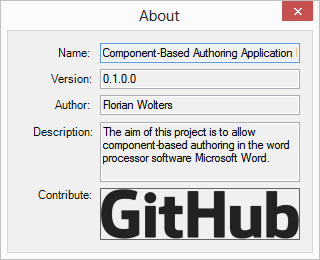 About
Name: Component-Based Authoring Application
Version: 0.1.0.0
Author: Florian Wolters
Description: The aim of this project is to allow
component-based authoring in the word
processor software Microsoft Word.
Contribute: GitHub